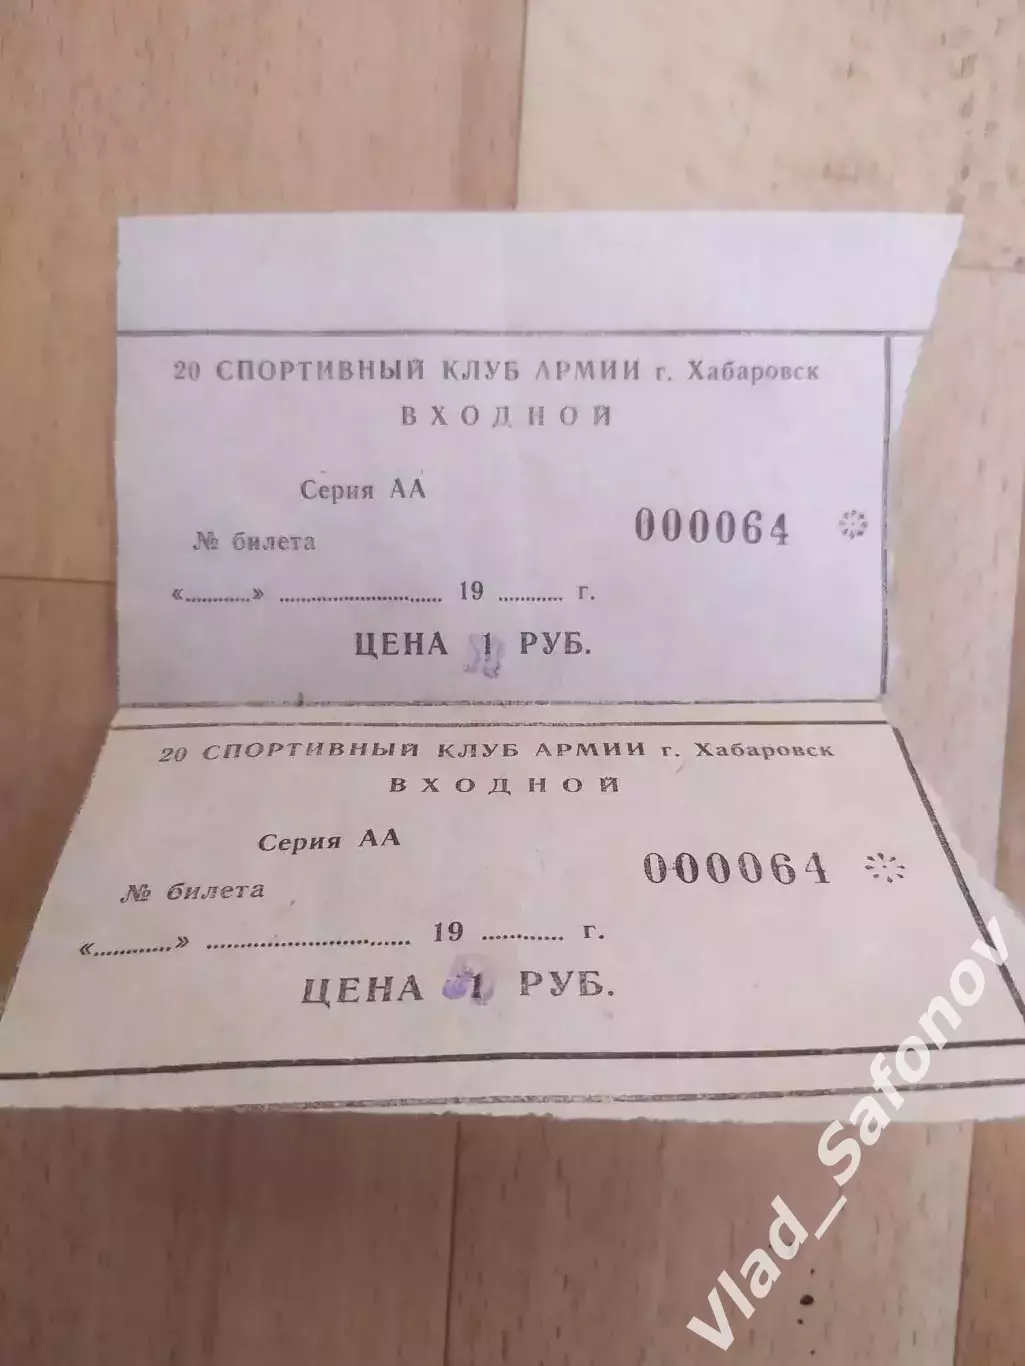 20 СПОРТИВНЫЙ КЛУБ АРМИИ г. Хабаровск
ВХОДНОЙ
Серия АА
000064
№ билета
«...........» ............................. 19 ........... г.
ЦЕНА 1 РУБ.
20 СПОРТИВНЫЙ КЛУБ АРМИИ г. Хабаровск
ВХОДНОЙ
Серия АА
000064
№ билета
«...........» ............................. 19 ........... г.
ЦЕНА 1 РУБ.
Vlad_Safonov